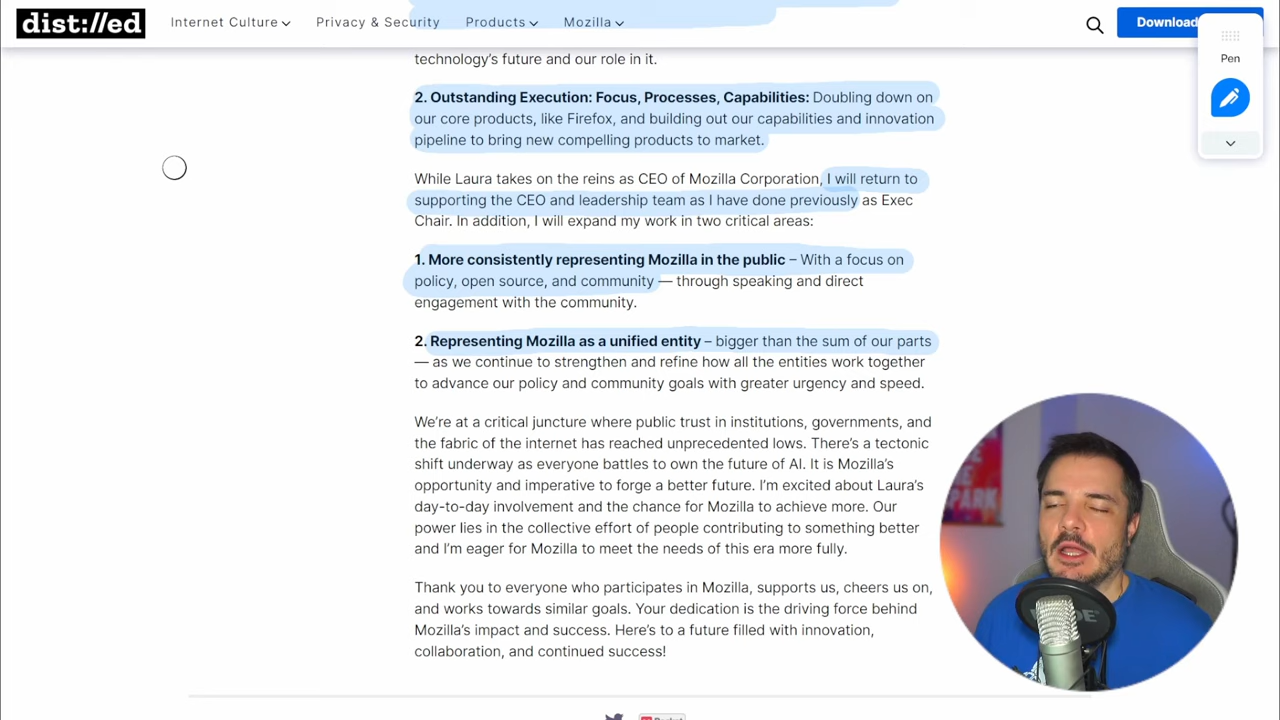 dist://ed
Internet Culture
Privacy & Security
Products
Mozilla
Download
Pen
technology's future and our role in it.
2. Outstanding Execution: Focus, Processes, Capabilities: Doubling down on
our core products, like Firefox, and building out our capabilities and innovation
pipeline to bring new compelling products to market.
While Laura takes on the reins as CEO of Mozilla Corporation, I will return to
supporting the CEO and leadership team as I have done previously as Exec
Chair. In addition, I will expand my work in two critical areas:
1. More consistently representing Mozilla in the public – With a focus on
policy, open source, and community — through speaking and direct
engagement with the community.
2. Representing Mozilla as a unified entity – bigger than the sum of our parts
— as we continue to strengthen and refine how all the entities work together
to advance our policy and community goals with greater urgency and speed.
We're at a critical juncture where public trust in institutions, governments, and
the fabric of the internet has reached unprecedented lows. There's a tectonic
shift underway as everyone battles to own the future of AI. It is Mozilla's
opportunity and imperative to forge a better future. I'm excited about Laura's
day-to-day involvement and the chance for Mozilla to achieve more. Our
power lies in the collective effort of people contributing to something better
and I'm eager for Mozilla to meet the needs of this era more fully.
Thank you to everyone who participates in Mozilla, supports us, cheers us on,
and works towards similar goals. Your dedication is the driving force behind
Mozilla's impact and success. Here's to a future filled with innovation,
collaboration, and continued success!